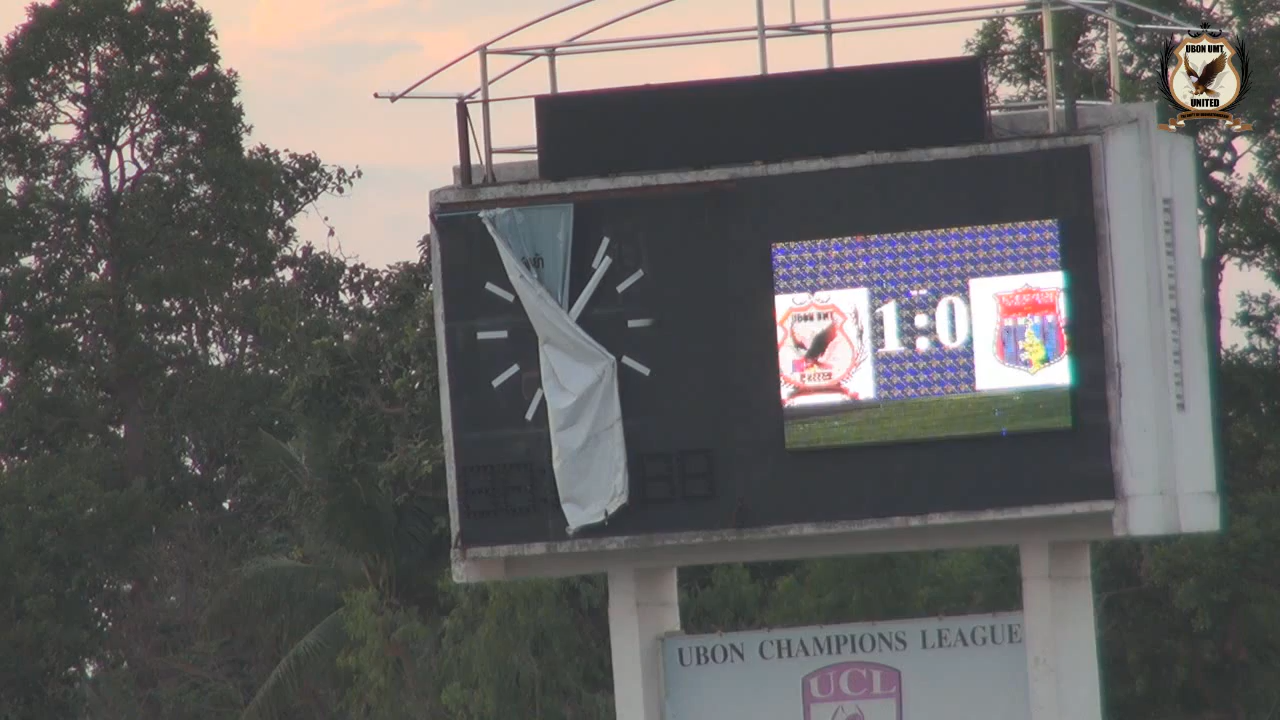 UBON UMT
UNITED
UBON UMT
1:0
UBON CHAMPIONS LEAGUE
UCL